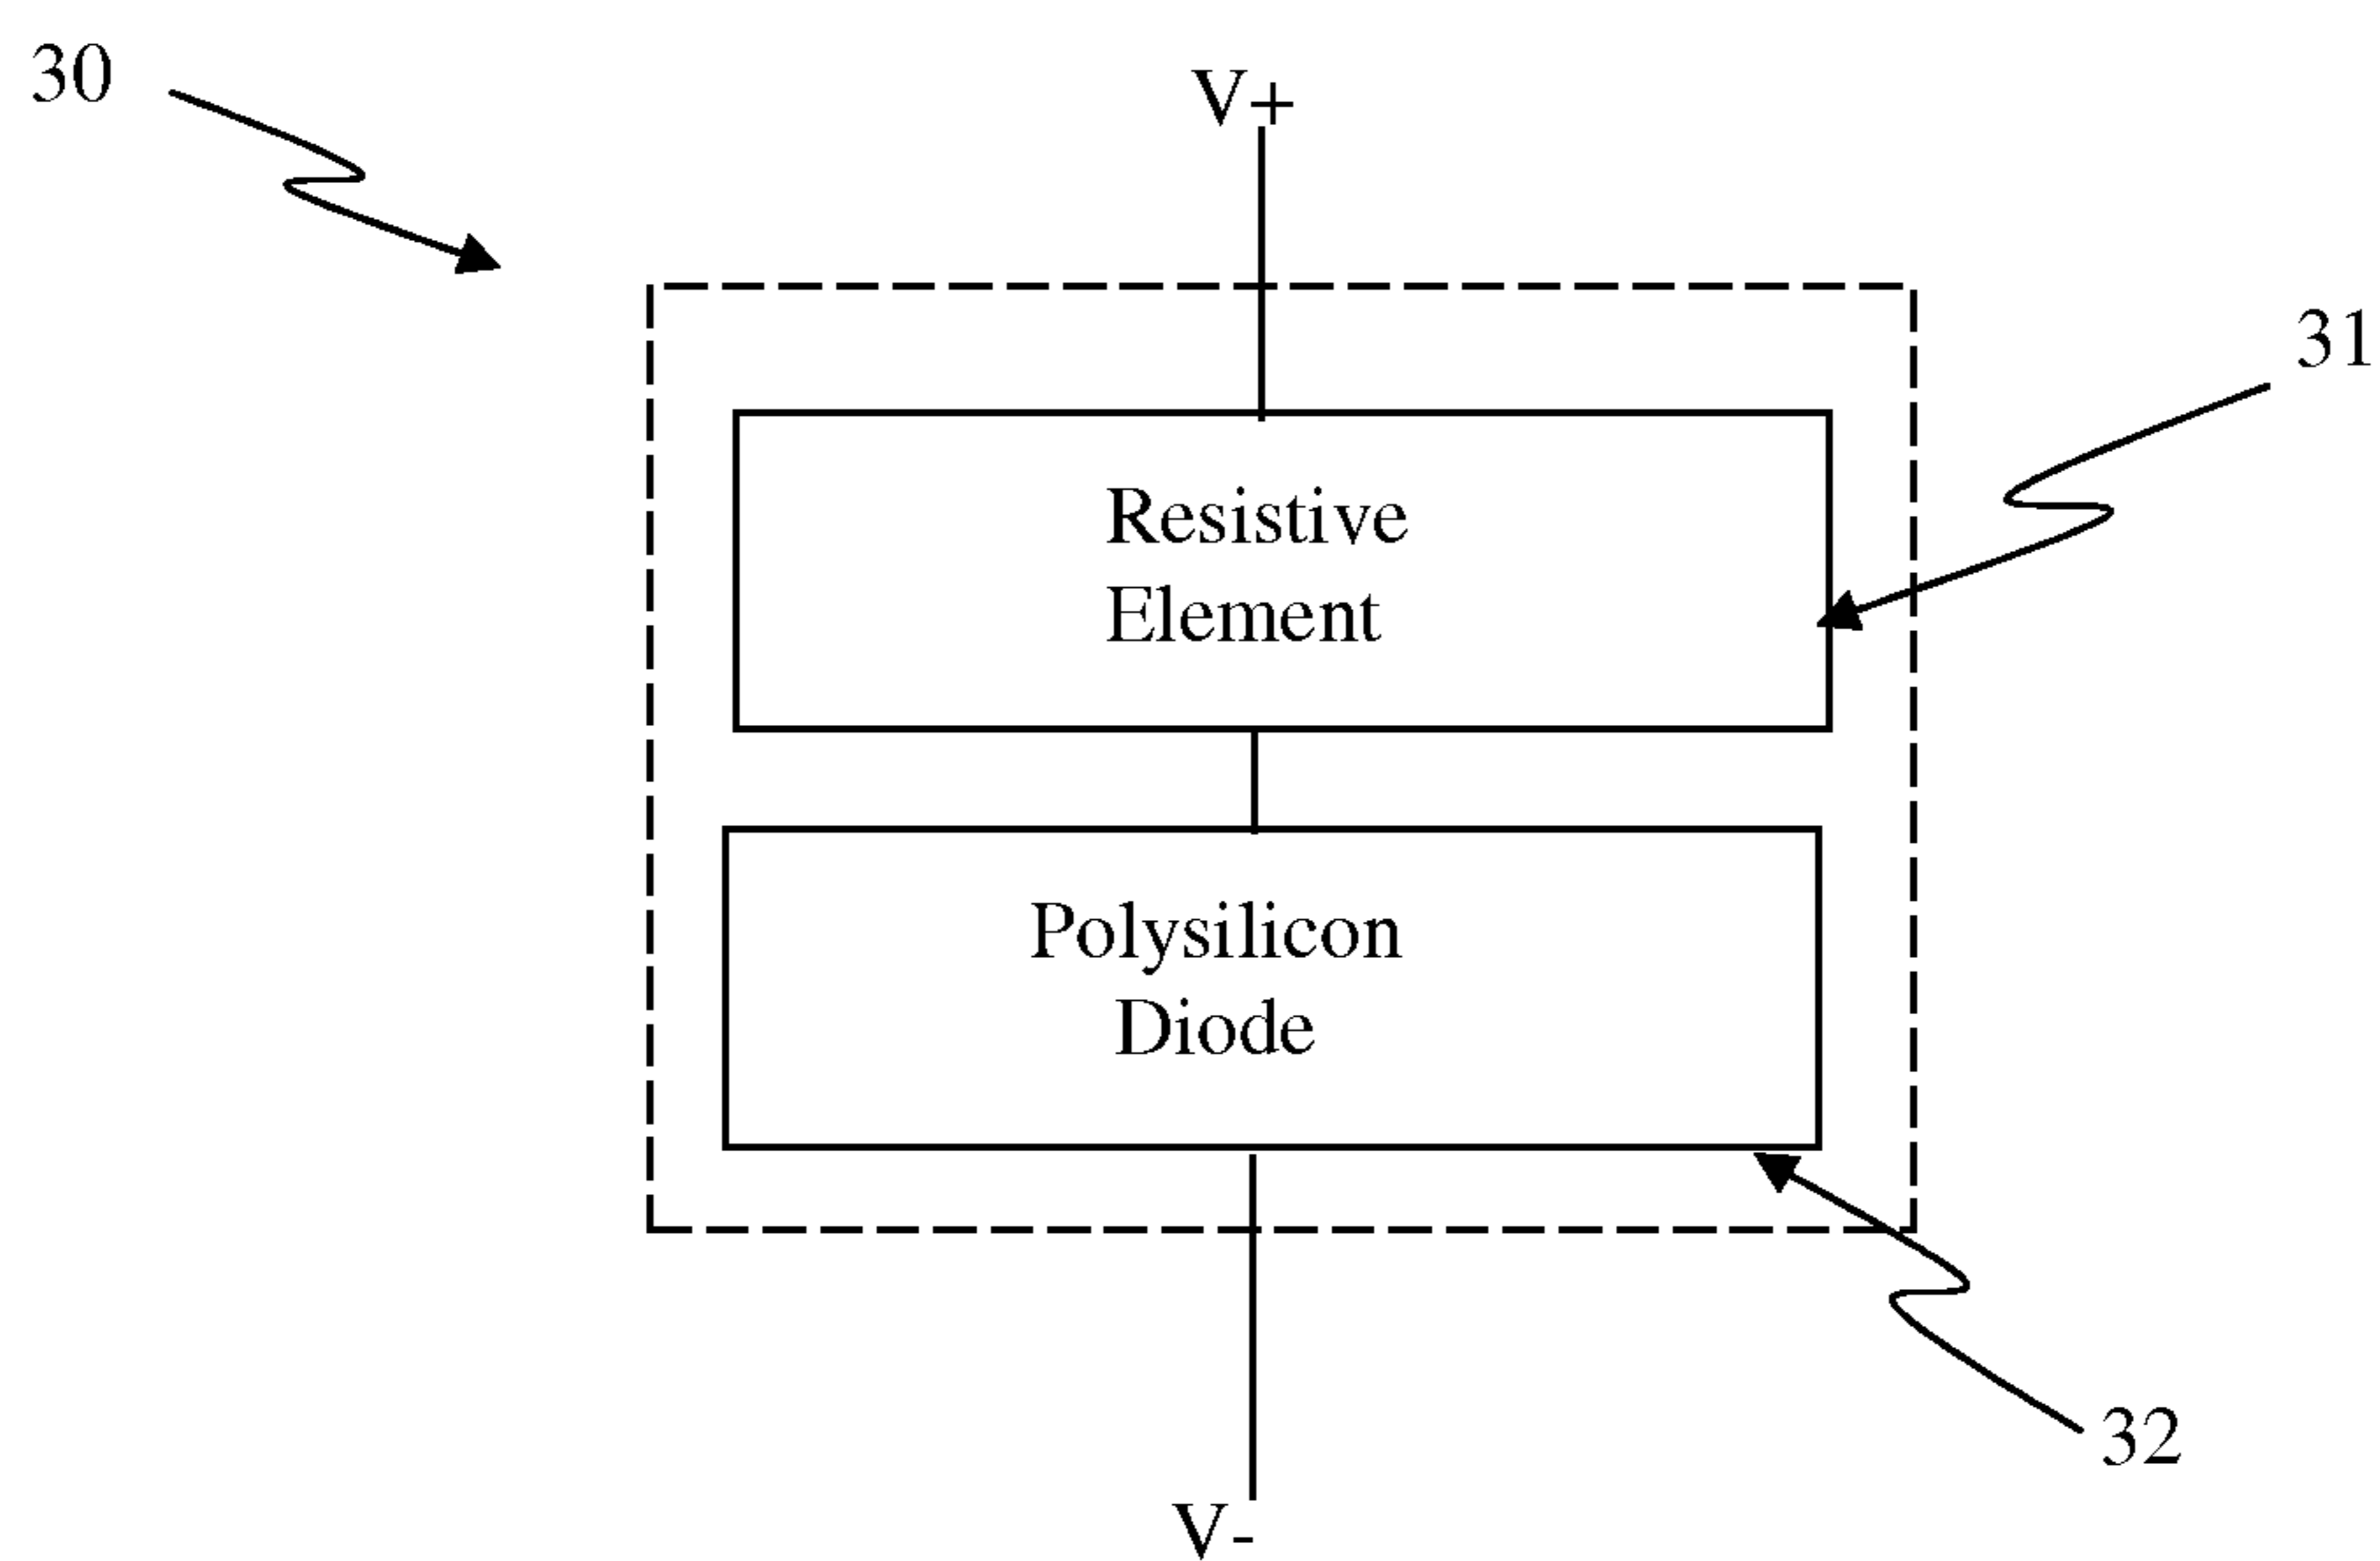 30
V+
31
Resistive
Element
Polysilicon
Diode
32
V-